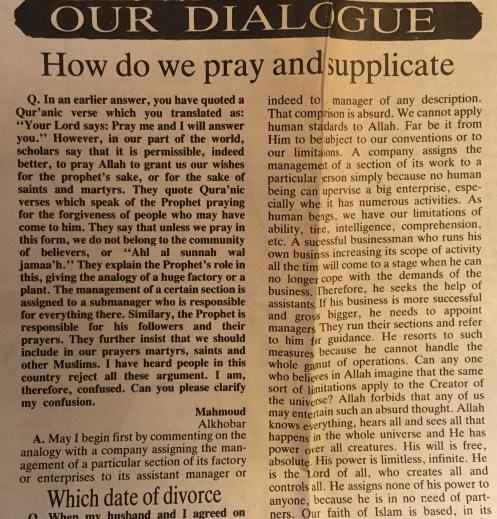 OUR DIALOGUE
How do we pray and supplicate
Q. In an earlier answer, you have quoted a
Qur'anic verse which you translated as:
"Your Lord says: Pray me and I will answer
you." However, in our part of the world,
scholars say that it is permissible, indeed
better, to pray Allah to grant us our wishes
for the prophet's sake, or for the sake of
saints and martyrs. They quote Qura'nic
verses which speak of the Prophet praying
for the forgiveness of people who may have
come to him. They say that unless we pray in
this form, we do not belong to the community
of believers, or "Ahl al sunnah wal
jamaa'h." They explain the Prophet's role in
this, giving the analogy of a huge factory or a
plant. The management of a certain section is
assigned to a submanager who is responsible
for everything there. Similary, the Prophet is
responsible for his followers and their
prayers. They further insist that we should
include in our prayers martyrs, saints and
other Muslims. I have heard people in this
country reject all these argument. I am,
therefore, confused. Can you please clarify
my confusion.
Mahmoud
Alkhobar
A. May I begin first by commenting on the
analogy with a company assigning the man-
agement of a particular section of its factory
or enterprises to its assistant manager or
Which date of divorce
Q. When my husband and I agreed on
indeed to manager of any description.
That comprison is absurd. We cannot apply
human stadards to Allah. Far be it from
Him to be ubject to our conventions or to
our limitaions. A company assigns the
managemet of a section of its work to a
particular erson simply because no human
being can upervise a big enterprise, espe-
cially whe it has numerous activities. As
human beigs, we have our limitations of
ability, tire, intelligence, comprehension,
etc. A sucessful businessman who runs his
own businss increasing its scope of activity
all the tim will come to a stage when he can
no longer cope with the demands of the
business. Therefore, he seeks the help of
assistants. If his business is more successful
and grovs bigger, he needs to appoint
managers They run their sections and refer
to him for guidance. He resorts to such
measures because he cannot handle the
whole gamut of operations. Can any one
who believes in Allah imagine that the same
sort of limitations apply to the Creator of
the universe? Allah forbids that any of us
may entertain such an absurd thought. Allah
knows everything, hears all and sees all that
happens in the whole universe and He has
power over all creatures. His will is free,
absolute. His power is limitless, infinite. He
is the Lord of all, who creates all and
controls all. He assigns none of his power to
anyone, because he is in no need of part-
ners. Our faith of Islam is based, in its